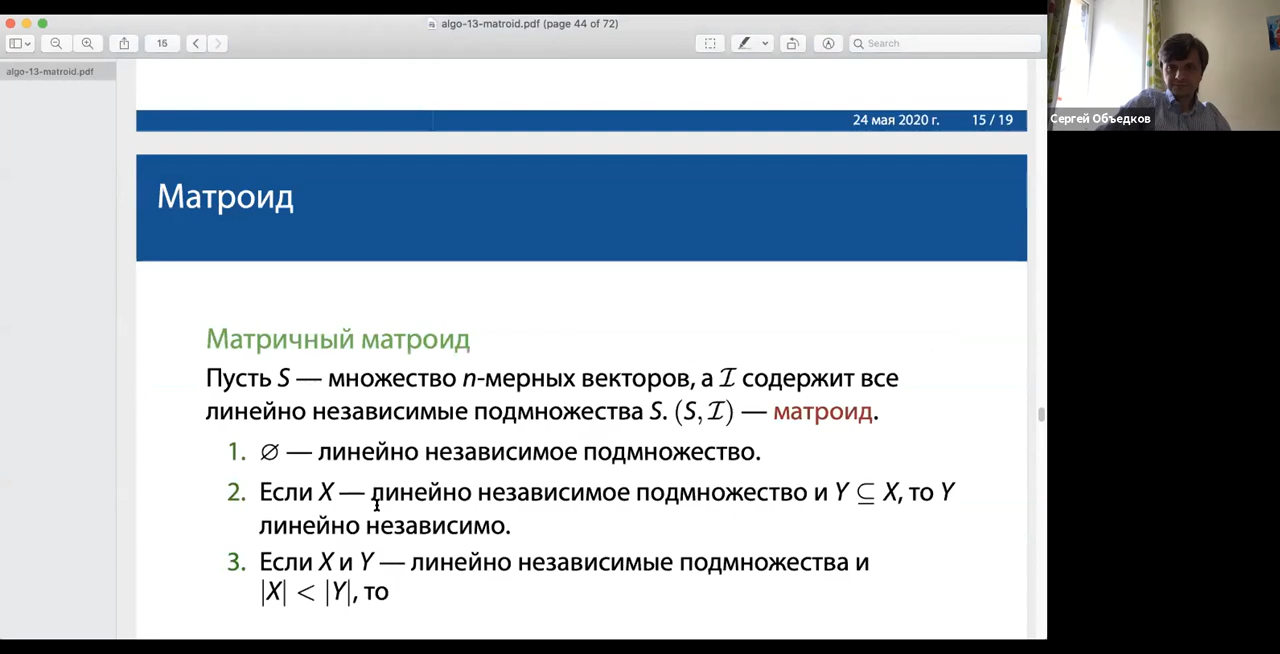 algo-13-matroid.pdf (page 44 of 72)
15
Search
algo-13-matroid.pdf
24 мая 2020 г. 15 / 19
Сергей Объедков
Матроид
Матричный матроид
Пусть S — множество n-мерных векторов, а ℐ содержит все
линейно независимые подмножества S. (S, ℐ) — матроид.
1. ∅ — линейно независимое подмножество.
2. Если X — линейно независимое подмножество и Y ⊆ X, то Y
линейно независимо.
3. Если X и Y — линейно независимые подмножества и
|X| < |Y|, то